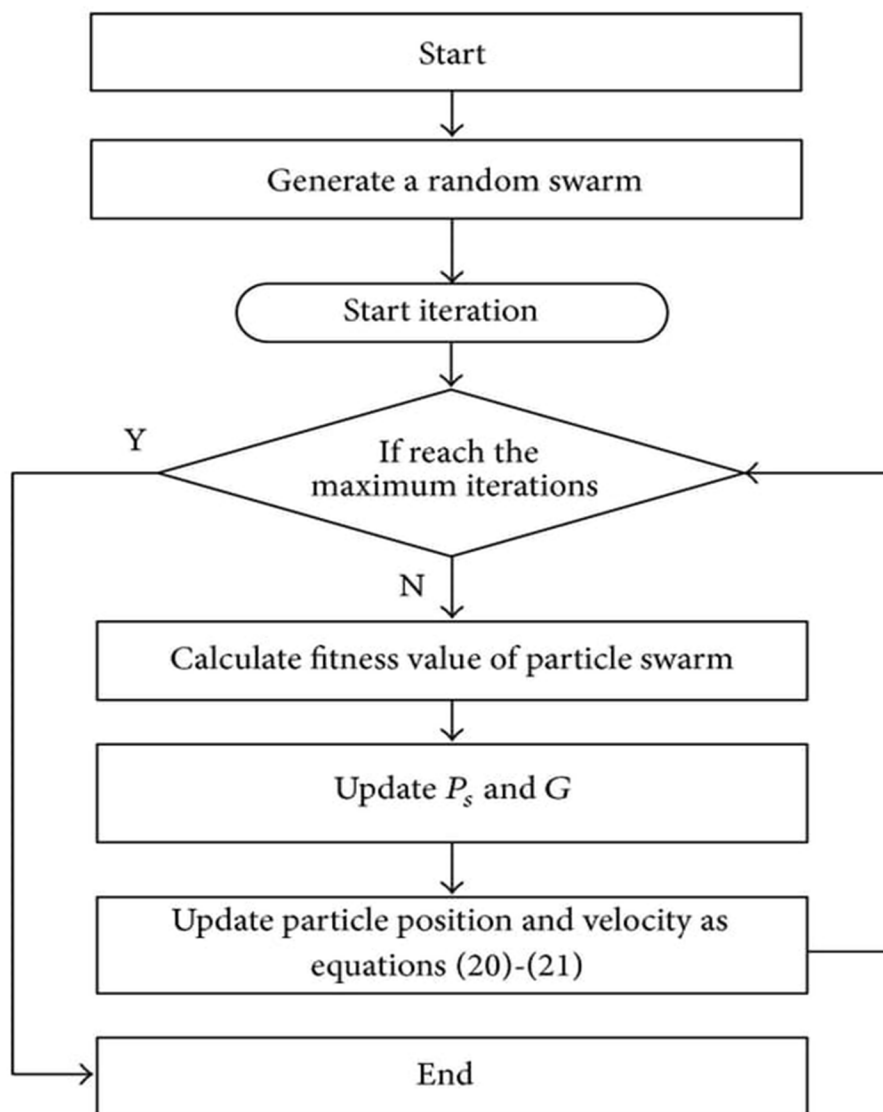 Start
Generate a random swarm
Start iteration
Y
If reach the
maximum iterations
N
Calculate fitness value of particle swarm
Update Pₛ and G
Update particle position and velocity as
equations (20)-(21)
End